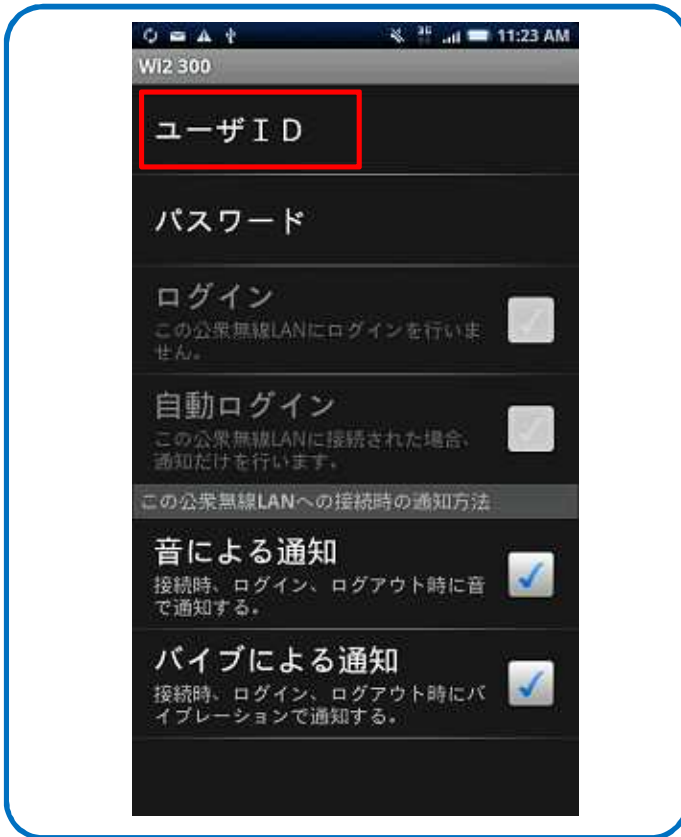 11:23 AM
Wi2 300
ユーザＩＤ
パスワード
ログイン
この公衆無線LANにログインを行いま
せん。
自動ログイン
この公衆無線LANに接続された場合、
通知だけを行います。
この公衆無線LANへの接続時の通知方法
音による通知
接続時、ログイン、ログアウト時に音
で通知する。
バイブによる通知
接続時、ログイン、ログアウト時にバ
イブレーションで通知する。